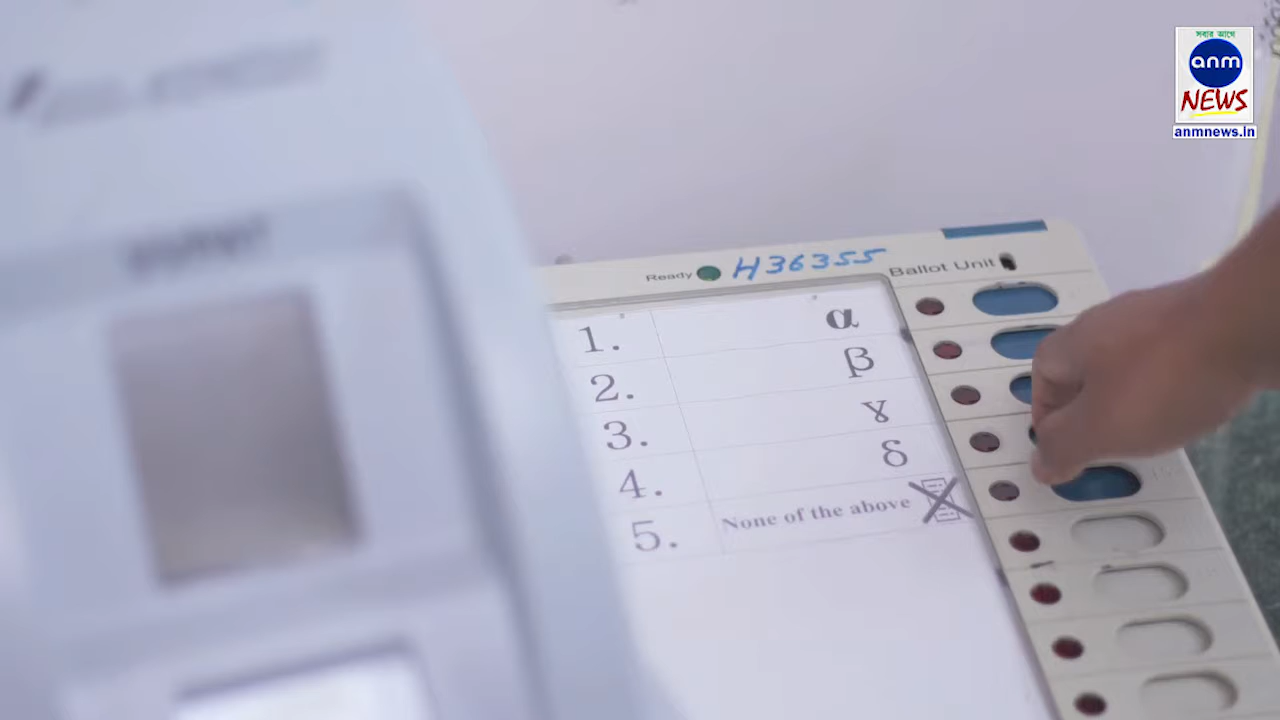 সবার আগে
anm
NEWS
anmnews.in
Ready H36355 Ballot Unit
1. α
2. β
3. ɣ
4. δ
5. None of the above